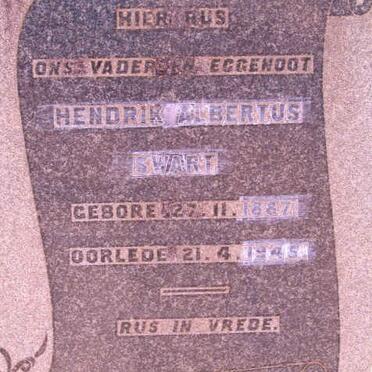 HIER RUS
ONS VADER EN EGGENOOT
HENDRIK ALBERTUS
SWART
GEBORE 27.11.1887
OORLEDE 21.4.1945
RUS IN VREDE.